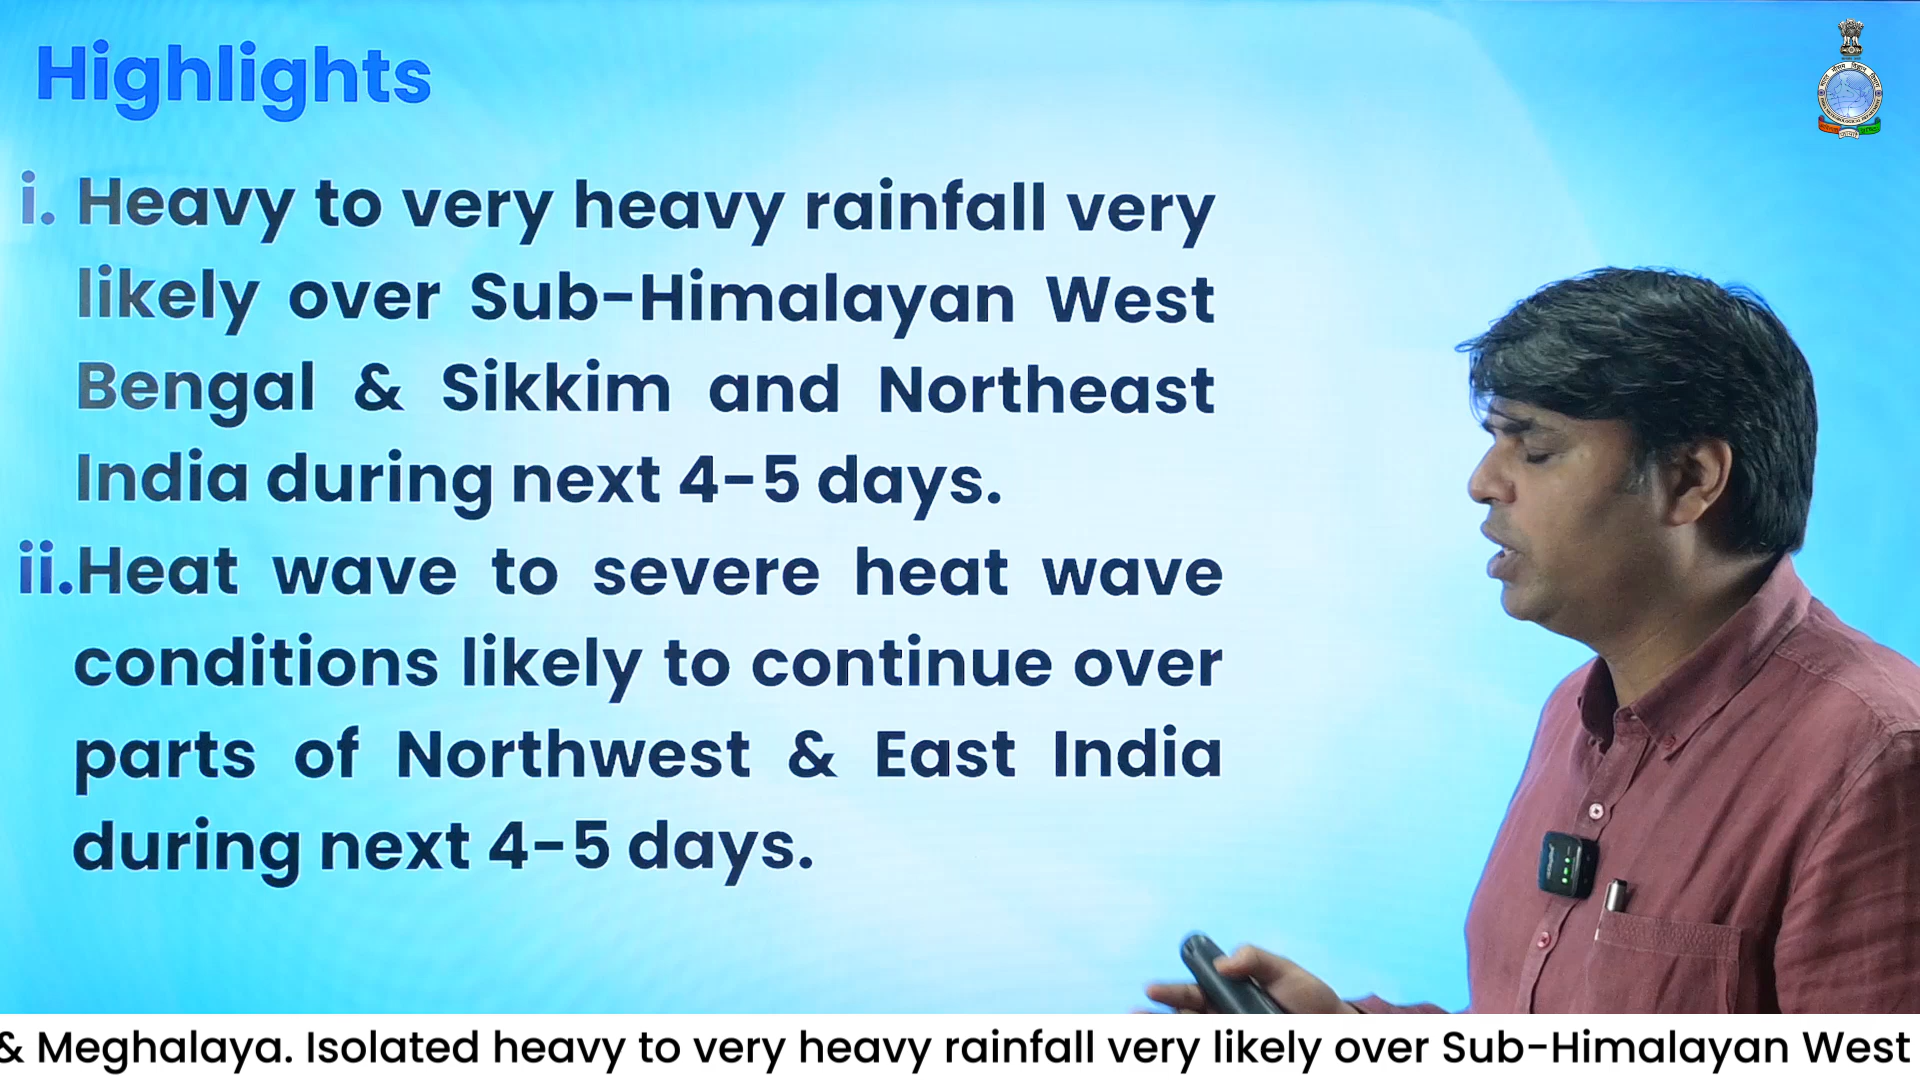 Highlights
i. Heavy to very heavy rainfall very
likely over Sub-Himalayan West
Bengal & Sikkim and Northeast
India during next 4-5 days.
ii. Heat wave to severe heat wave
conditions likely to continue over
parts of Northwest & East India
during next 4-5 days.
& Meghalaya. Isolated heavy to very heavy rainfall very likely over Sub-Himalayan West